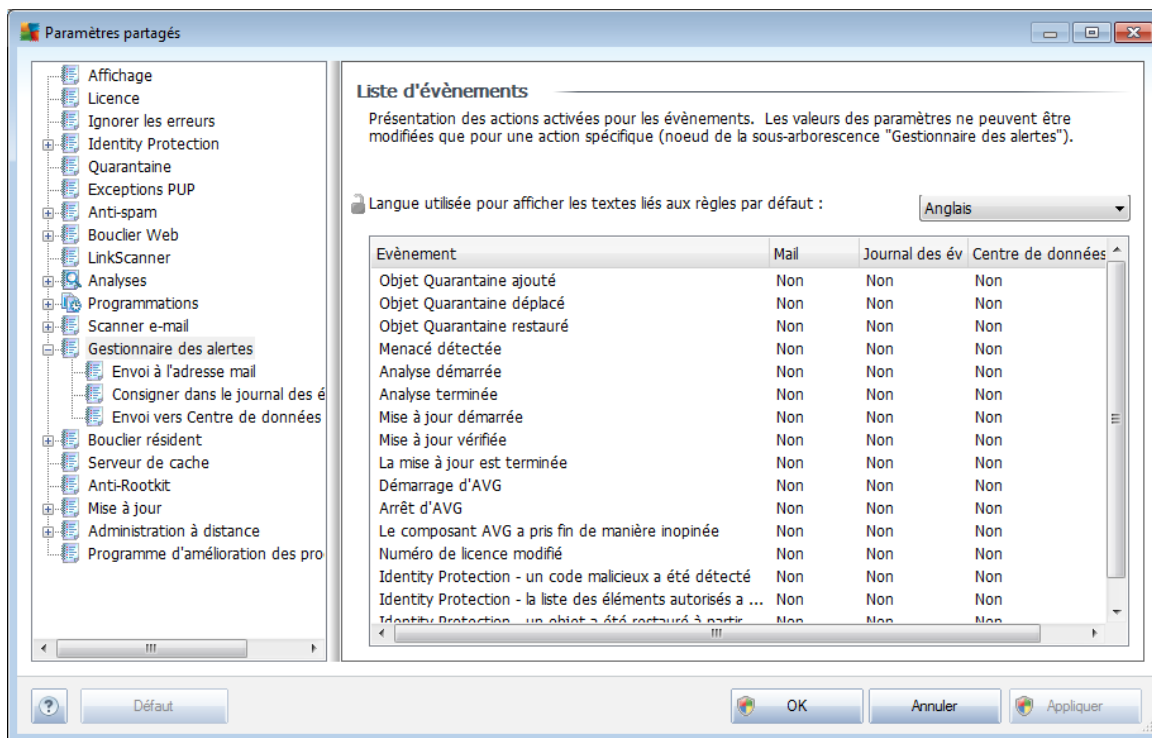 Paramètres partagés
Affichage
Licence
Ignorer les erreurs
Identity Protection
Quarantaine
Exceptions PUP
Anti-spam
Bouclier Web
LinkScanner
Analyses
Programmations
Scanner e-mail
Gestionnaire des alertes
Envoi à l'adresse mail
Consigner dans le journal des é
Envoi vers Centre de données
Bouclier résident
Serveur de cache
Anti-Rootkit
Mise à jour
Administration à distance
Programme d'amélioration des pro
Liste d'évènements
Présentation des actions activées pour les évènements. Les valeurs des paramètres ne peuvent être
modifiées que pour une action spécifique (noeud de la sous-arborescence "Gestionnaire des alertes").
Langue utilisée pour afficher les textes liés aux règles par défaut : Anglais
Evènement Mail Journal des év Centre de données
Objet Quarantaine ajouté Non Non Non
Objet Quarantaine déplacé Non Non Non
Objet Quarantaine restauré Non Non Non
Menacé détectée Non Non Non
Analyse démarrée Non Non Non
Analyse terminée Non Non Non
Mise à jour démarrée Non Non Non
Mise à jour vérifiée Non Non Non
La mise à jour est terminée Non Non Non
Démarrage d'AVG Non Non Non
Arrêt d'AVG Non Non Non
Le composant AVG a pris fin de manière inopinée Non Non Non
Numéro de licence modifié Non Non Non
Identity Protection - un code malicieux a été détecté Non Non Non
Identity Protection - la liste des éléments autorisés a ... Non Non Non
Identity Protection - un objet a été restauré à partir Non Non Non
? Défaut OK Annuler Appliquer